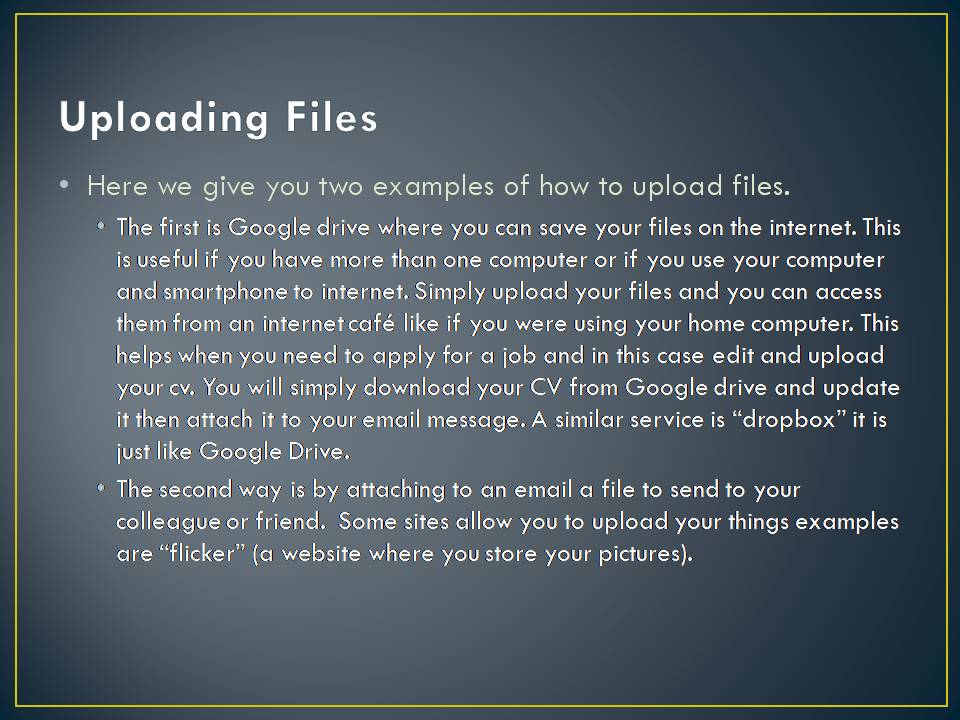 Uploading Files
• Here we give you two examples of how to upload files.
• The first is Google drive where you can save your files on the internet. This
is useful if you have more than one computer or if you use your computer
and smartphone to internet. Simply upload your files and you can access
them from an internet café like if you were using your home computer. This
helps when you need to apply for a job and in this case edit and upload
your cv. You will simply download your CV from Google drive and update
it then attach it to your email message. A similar service is “dropbox” it is
just like Google Drive.
• The second way is by attaching to an email a file to send to your
colleague or friend.  Some sites allow you to upload your things examples
are “flicker” (a website where you store your pictures).